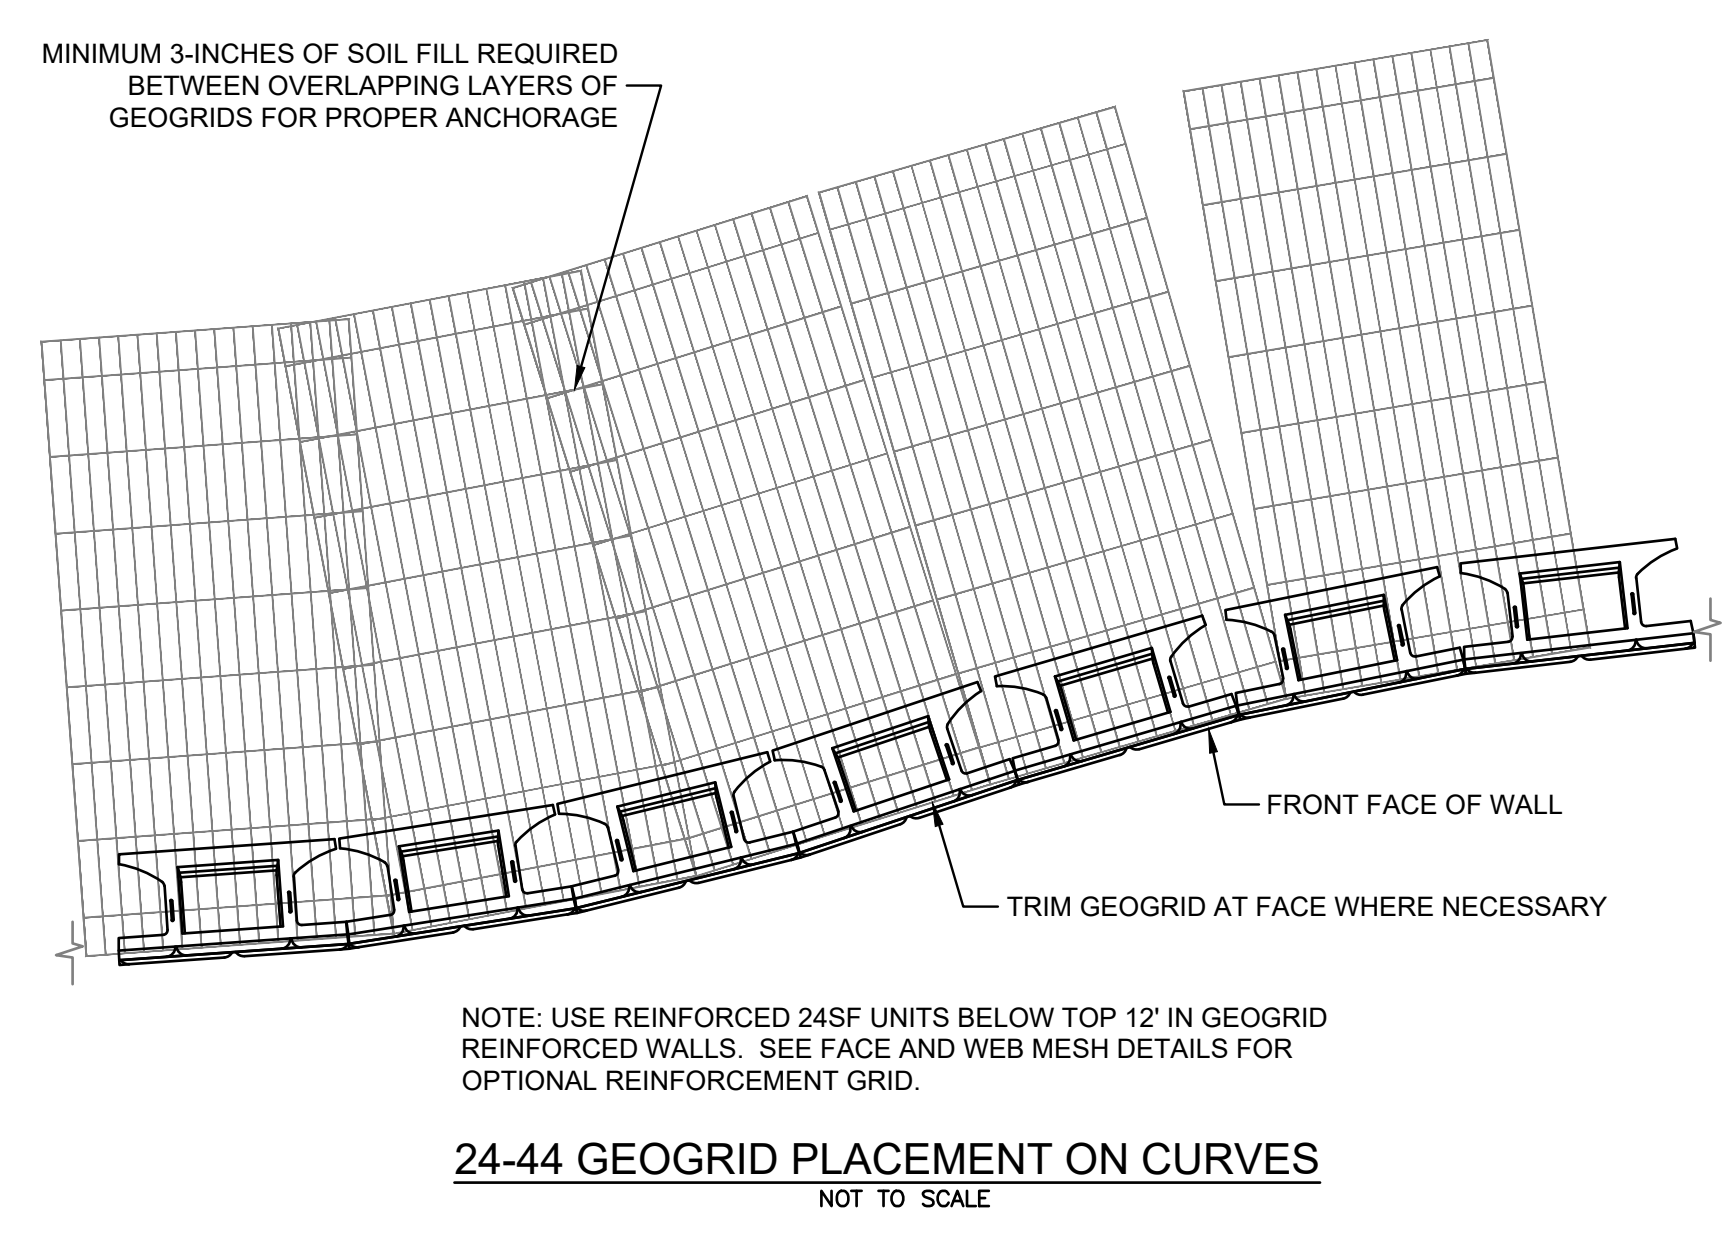 MINIMUM 3-INCHES OF SOIL FILL REQUIRED
BETWEEN OVERLAPPING LAYERS OF
GEOGRIDS FOR PROPER ANCHORAGE
FRONT FACE OF WALL
TRIM GEOGRID AT FACE WHERE NECESSARY
NOTE: USE REINFORCED 24SF UNITS BELOW TOP 12' IN GEOGRID
REINFORCED WALLS.  SEE FACE AND WEB MESH DETAILS FOR
OPTIONAL REINFORCEMENT GRID.
24-44 GEOGRID PLACEMENT ON CURVES
NOT TO SCALE